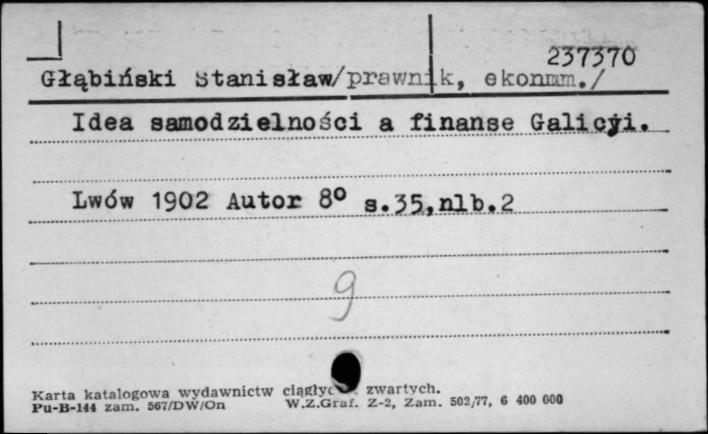 237370
Głąbiński Stanisław/prawnik, ekonom./
Idea samodzielności a finanse Galicyi.
Lwów 1902 Autor 8° s.35,nlb.2
9
Karta katalogowa wydawnictw zwartych.
Pu-B-144 zam. 567/DW/On W.Z.Graf. Z-2, Zam. 502/77, 6 400 000